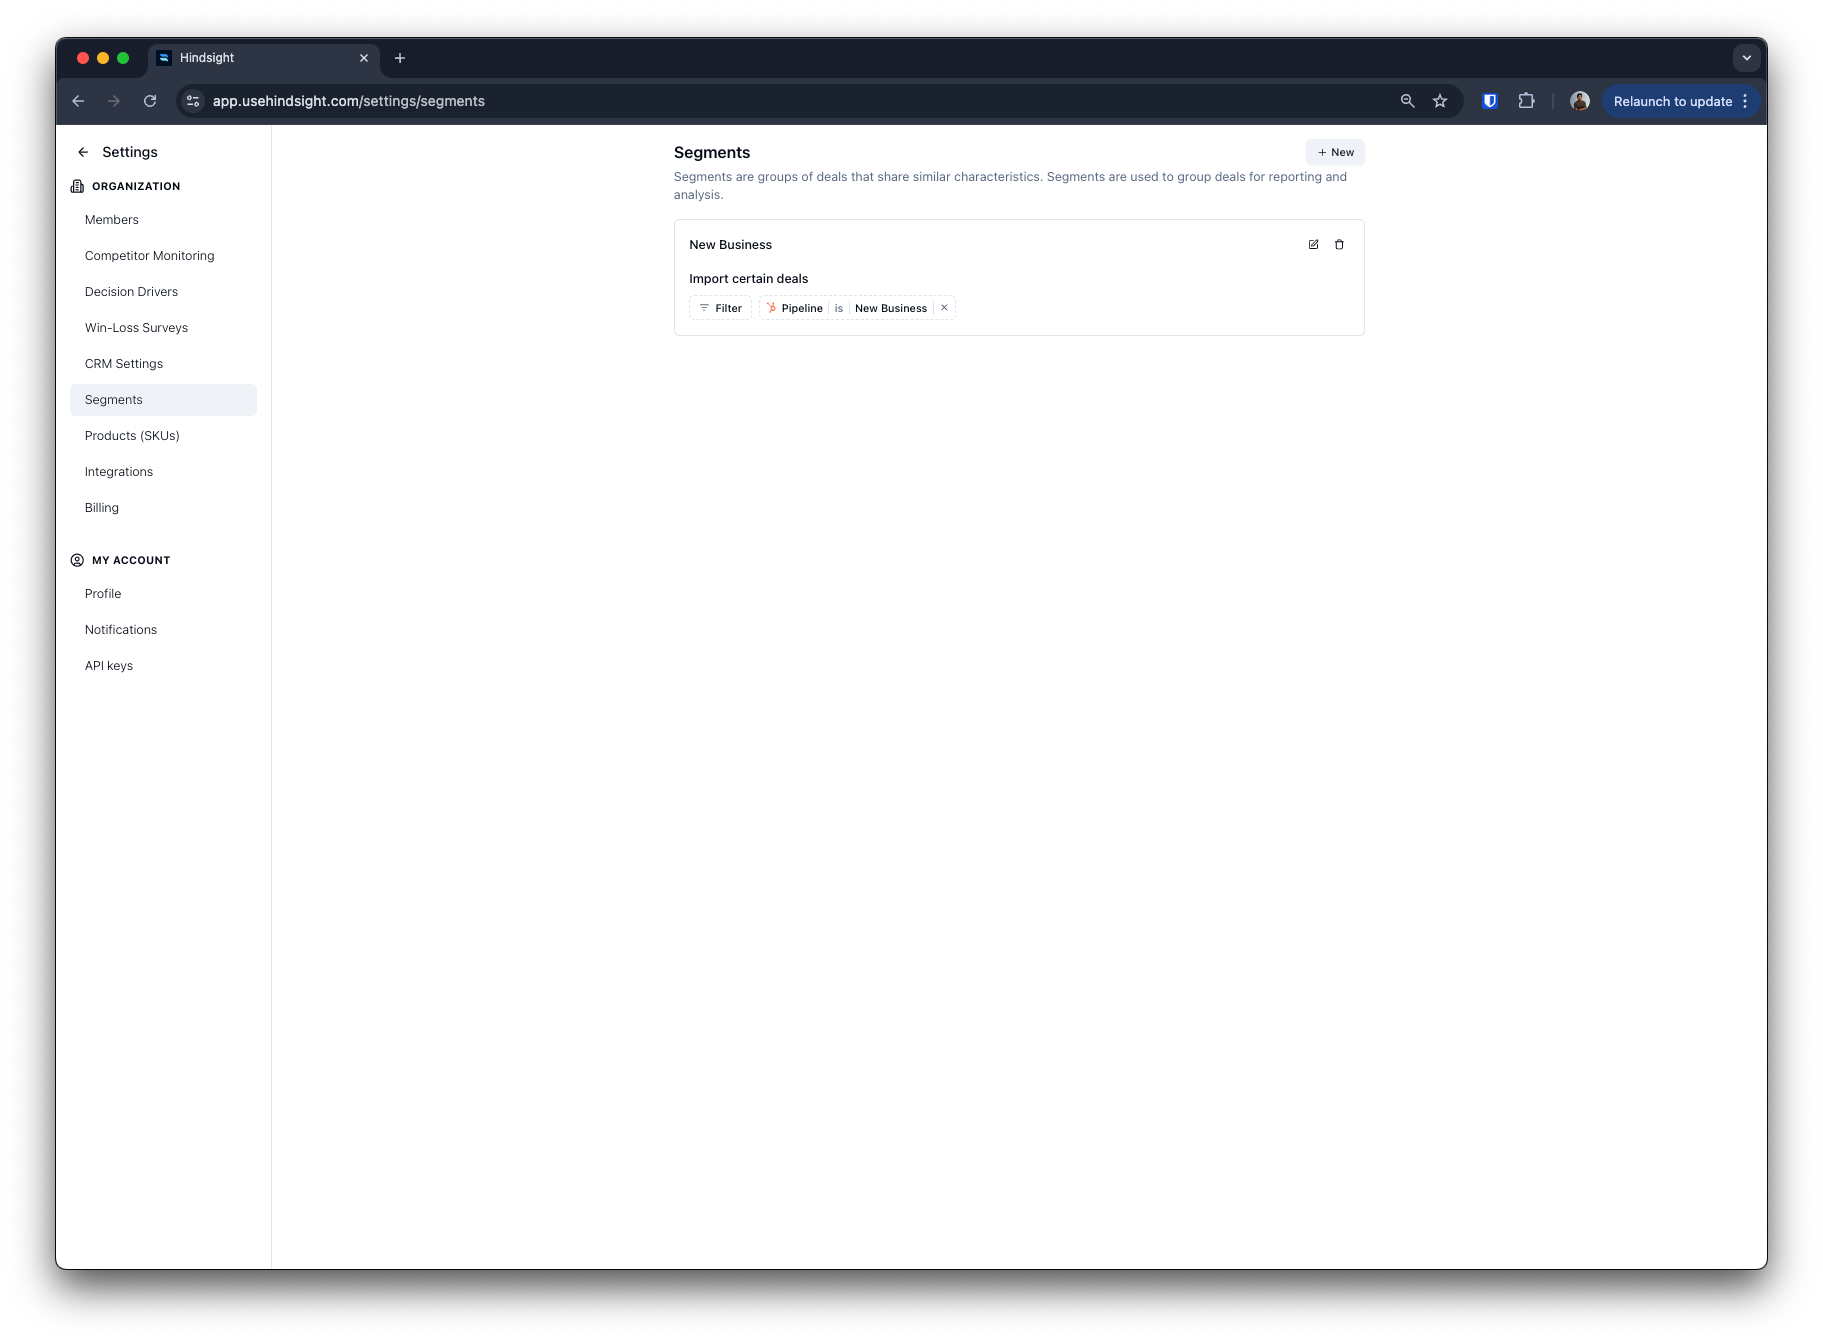 Hindsight
app.usehindsight.com/settings/segments
Relaunch to update
Settings
ORGANIZATION
Members
Competitor Monitoring
Decision Drivers
Win-Loss Surveys
CRM Settings
Segments
Products (SKUs)
Integrations
Billing
MY ACCOUNT
Profile
Notifications
API keys
Segments
+ New
Segments are groups of deals that share similar characteristics. Segments are used to group deals for reporting and
analysis.
New Business
Import certain deals
Filter Pipeline is New Business